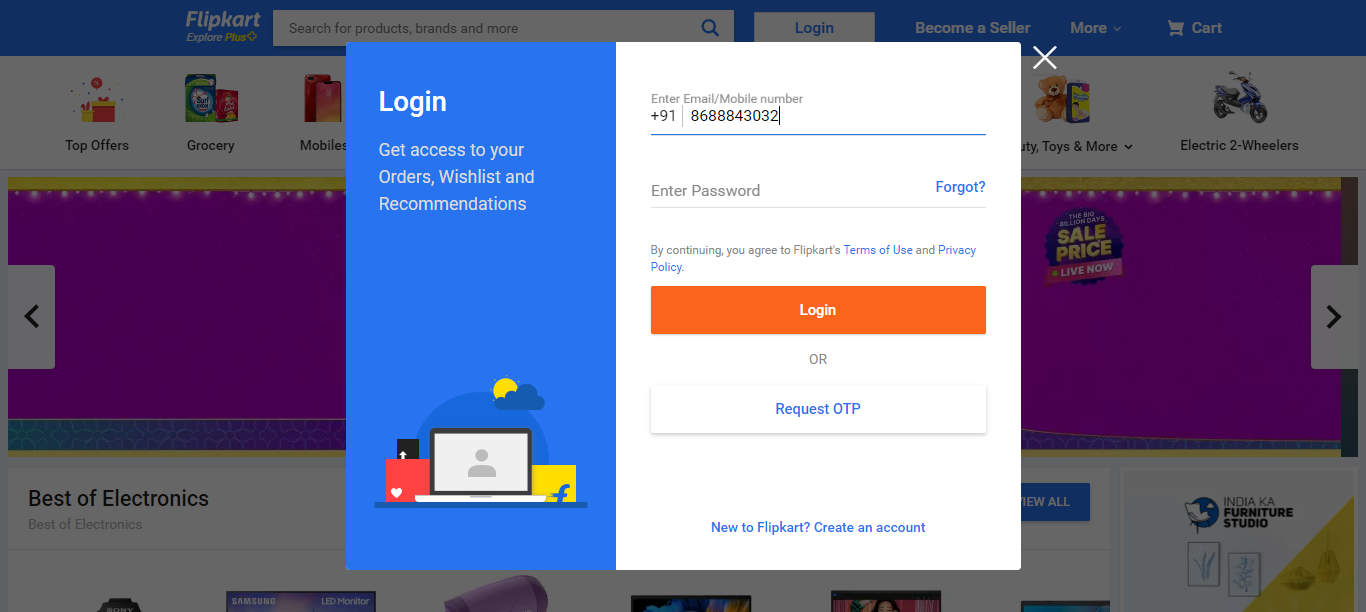 Flipkart
Explore Plus
Search for products, brands and more
Login
Become a Seller
More
Cart
Top Offers
Grocery
Mobiles
uty, Toys & More
Electric 2-Wheelers
Login
Get access to your
Orders, Wishlist and
Recommendations
Enter Email/Mobile number
+91 8688843032
Enter Password
Forgot?
By continuing, you agree to Flipkart's Terms of Use and Privacy
Policy.
Login
OR
Request OTP
New to Flipkart? Create an account
THE BIG
BILLION DAYS
SALE
PRICE
LIVE NOW
Best of Electronics
Best of Electronics
VIEW ALL
INDIA KA
FURNITURE
STUDIO
SONY
SAMSUNG
LED Monitor